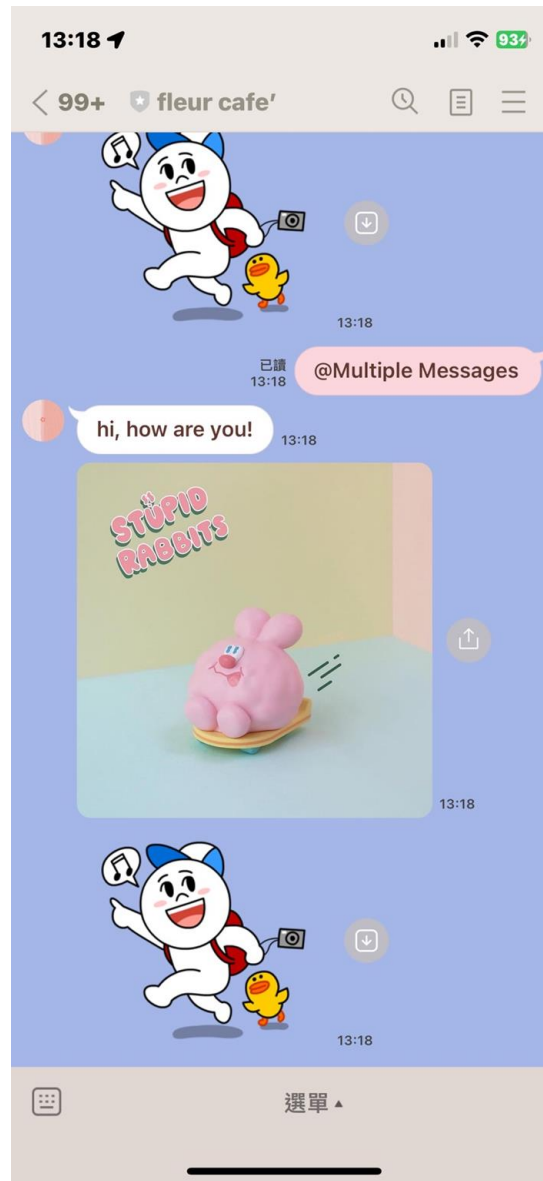 13:18
93
99+ fleur cafe’
13:18
已讀
13:18
@Multiple Messages
hi, how are you!
13:18
STUPID
RABBITS
13:18
13:18
選單